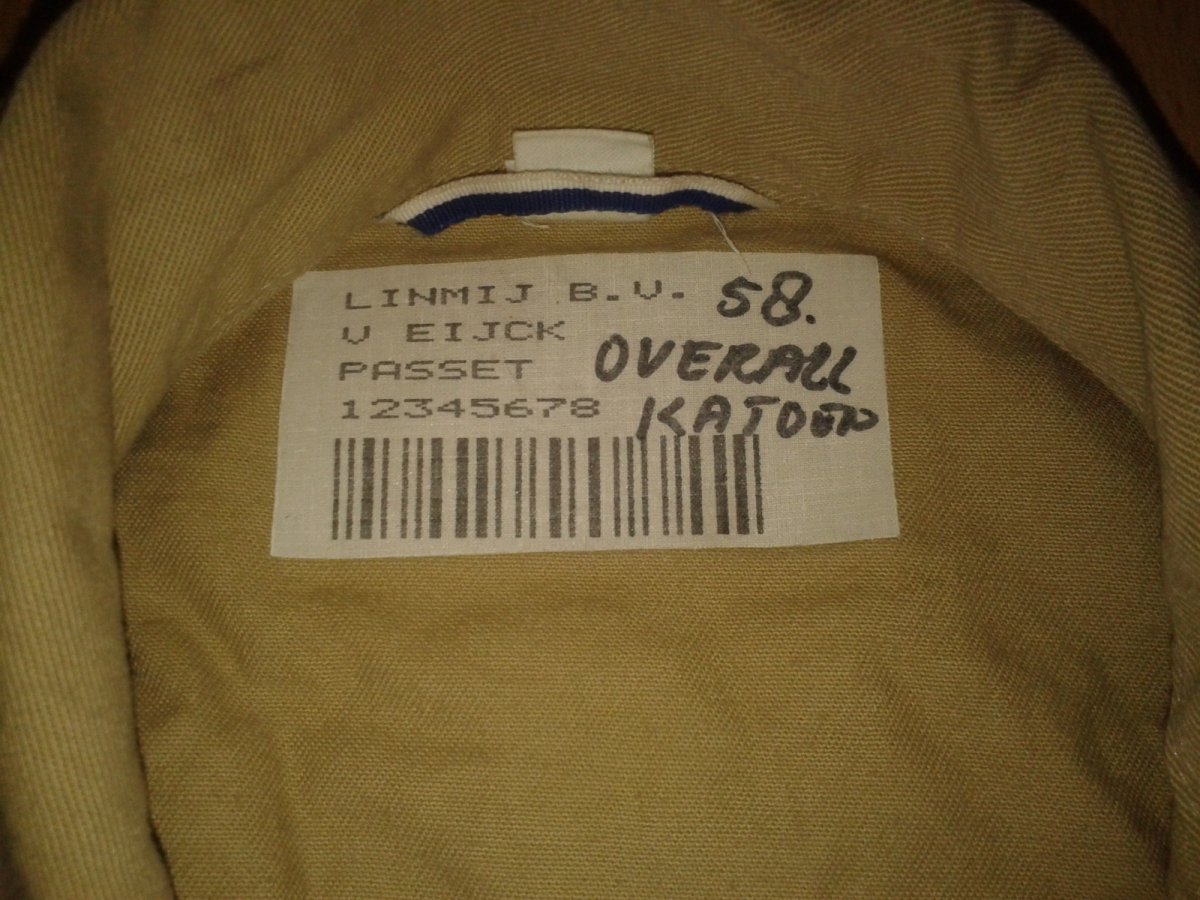 LINMIJ B.V. 58.
V EIJCK
PASSET OVERALL
12345678 KATOEN